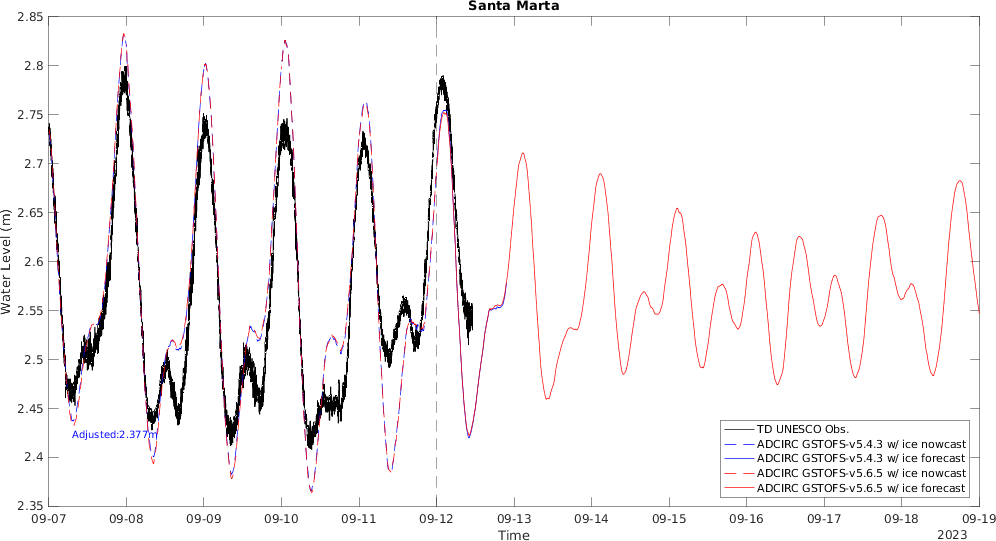 Santa Marta
2.85
2.8
2.75
2.7
2.65
2.6
2.55
2.5
2.45
2.4
2.35
Water Level (m)
Adjusted:2.377m
TD UNESCO Obs.
ADCIRC GSTOFS-v5.4.3 w/ ice nowcast
ADCIRC GSTOFS-v5.4.3 w/ ice forecast
ADCIRC GSTOFS-v5.6.5 w/ ice nowcast
ADCIRC GSTOFS-v5.6.5 w/ ice forecast
09-07 09-08 09-09 09-10 09-11 09-12 09-13 09-14 09-15 09-16 09-17 09-18 09-19
Time
2023